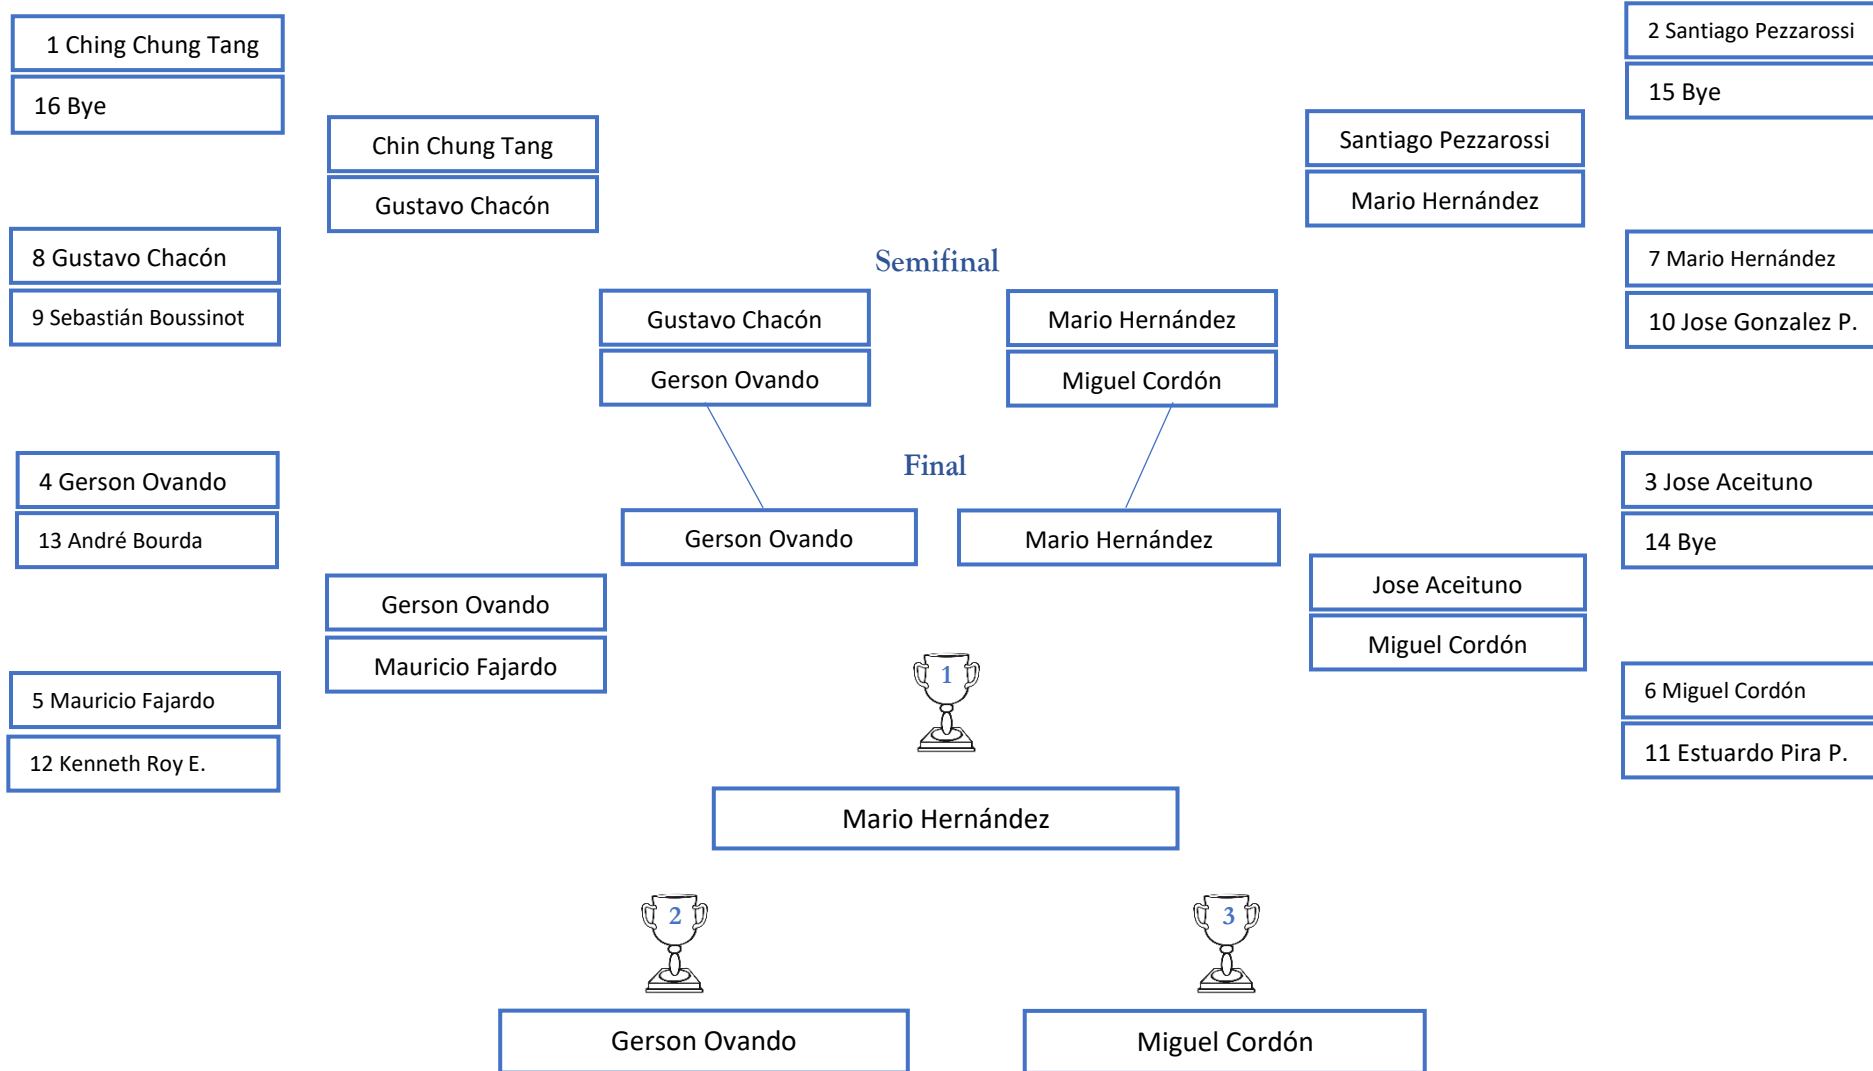 1 Ching Chung Tang
16 Bye
Chin Chung Tang
Gustavo Chacón
8 Gustavo Chacón
9 Sebastián Boussinot
4 Gerson Ovando
13 André Bourda
Gerson Ovando
Mauricio Fajardo
5 Mauricio Fajardo
12 Kenneth Roy E.
Semifinal
Gustavo Chacón
Gerson Ovando
Mario Hernández
Miguel Cordón
Final
Gerson Ovando
Mario Hernández
2 Santiago Pezzarossi
15 Bye
Santiago Pezzarossi
Mario Hernández
7 Mario Hernández
10 Jose Gonzalez P.
3 Jose Aceituno
14 Bye
Jose Aceituno
Miguel Cordón
6 Miguel Cordón
11 Estuardo Pira P.
1
Mario Hernández
2
Gerson Ovando
3
Miguel Cordón